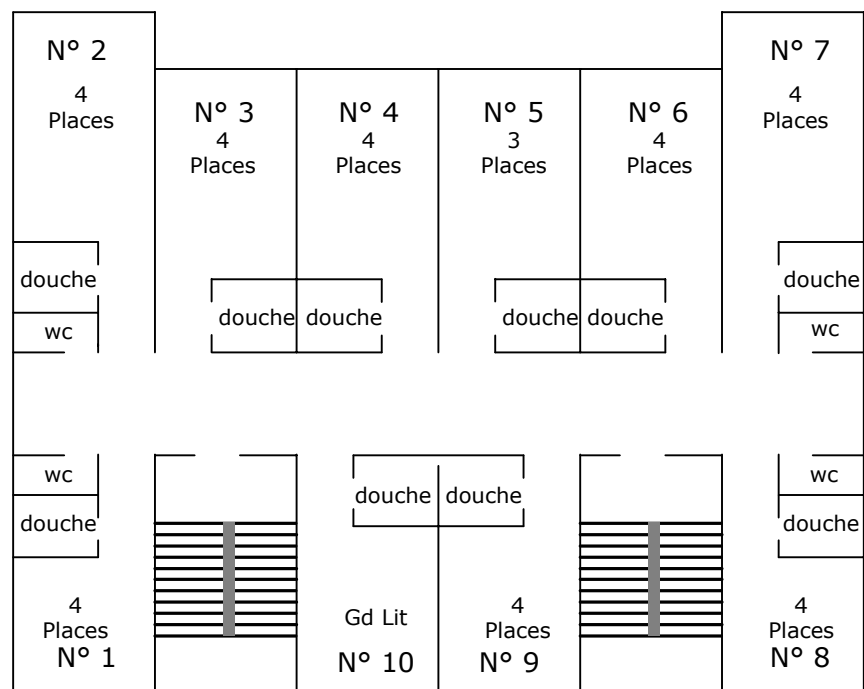 N° 2
4
Places
N° 3
4
Places
N° 4
4
Places
N° 5
3
Places
N° 6
4
Places
N° 7
4
Places
douche
wc
douche
douche
douche
douche
douche
wc
wc
douche
douche
douche
wc
douche
4
Places
N° 1
Gd Lit
N° 10
4
Places
N° 9
4
Places
N° 8